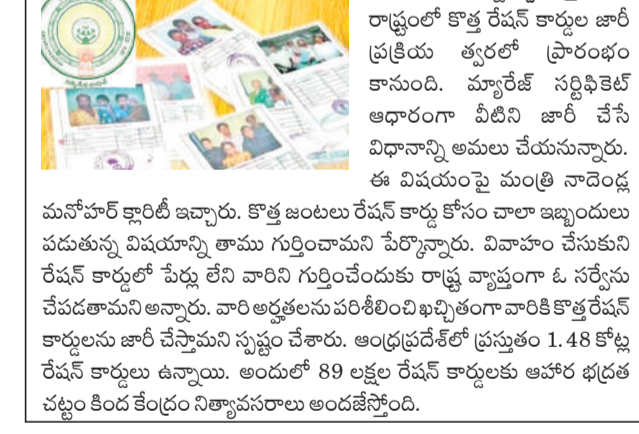 రాష్ట్రంలో కొత్త రేషన్ కార్డుల జారీ
ప్రక్రియ త్వరలో ప్రారంభం
కానుంది. మ్యారేజ్ సర్టిఫికెట్
ఆధారంగా వీటిని జారీ చేసే
విధానాన్ని అమలు చేయనున్నారు.
ఈ విషయంపై మంత్రి నాదెండ్ల
మనోహర్ క్లారిటీ ఇచ్చారు. కొత్త జంటలు రేషన్ కార్డు కోసం చాలా ఇబ్బందులు
పడుతున్న విషయాన్ని తాము గుర్తించామని పేర్కొన్నారు. వివాహం చేసుకుని
రేషన్ కార్డులో పేర్లు లేని వారిని గుర్తించేందుకు రాష్ట్ర వ్యాప్తంగా ఓ సర్వేను
చేపడతామని అన్నారు. వారి అర్హతలను పరిశీలించి ఖచ్చితంగా వారికి కొత్త రేషన్
కార్డులను జారీ చేస్తామని స్పష్టం చేశారు. ఆంధ్రప్రదేశ్‌లో ప్రస్తుతం 1.48 కోట్ల
రేషన్ కార్డులు ఉన్నాయి. అందులో 89 లక్షల రేషన్ కార్డులకు ఆహార భద్రత
చట్టం కింద కేంద్రం నిత్యావసరాలు అందజేస్తోంది.